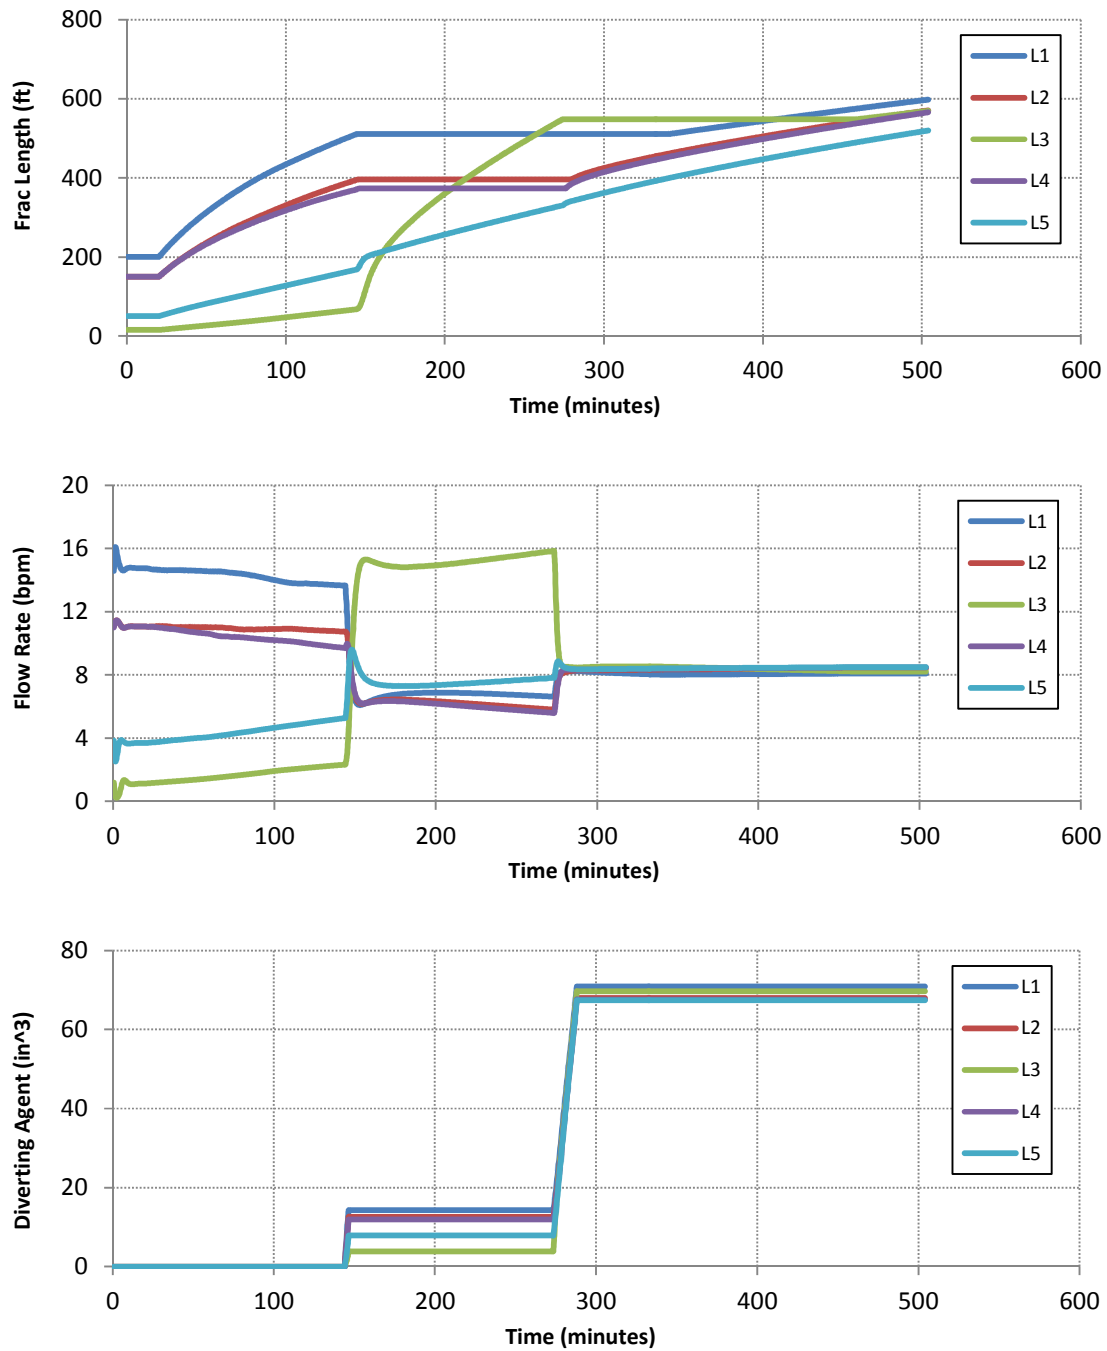 800
600
400
200
0
Frac Length (ft)
0 100 200 300 400 500 600
Time (minutes)
L1
L2
L3
L4
L5
20
16
12
8
4
0
Flow Rate (bpm)
0 100 200 300 400 500 600
Time (minutes)
L1
L2
L3
L4
L5
80
60
40
20
0
Diverting Agent (in^3)
0 100 200 300 400 500 600
Time (minutes)
L1
L2
L3
L4
L5